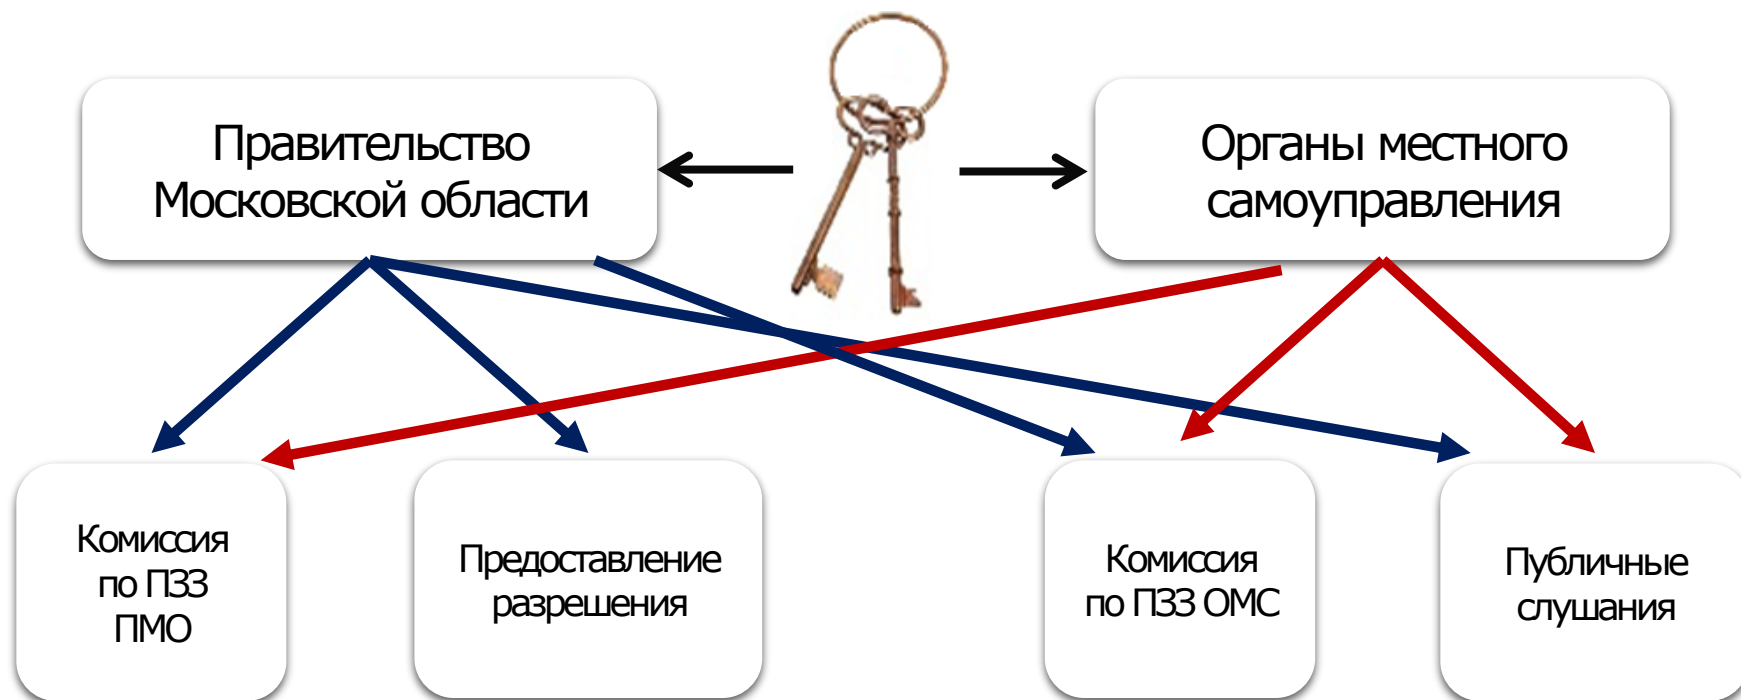 Правительство
Московской области
Органы местного
самоуправления
Комиссия
по ПЗЗ
ПМО
Предоставление
разрешения
Комиссия
по ПЗЗ ОМС
Публичные
слушания